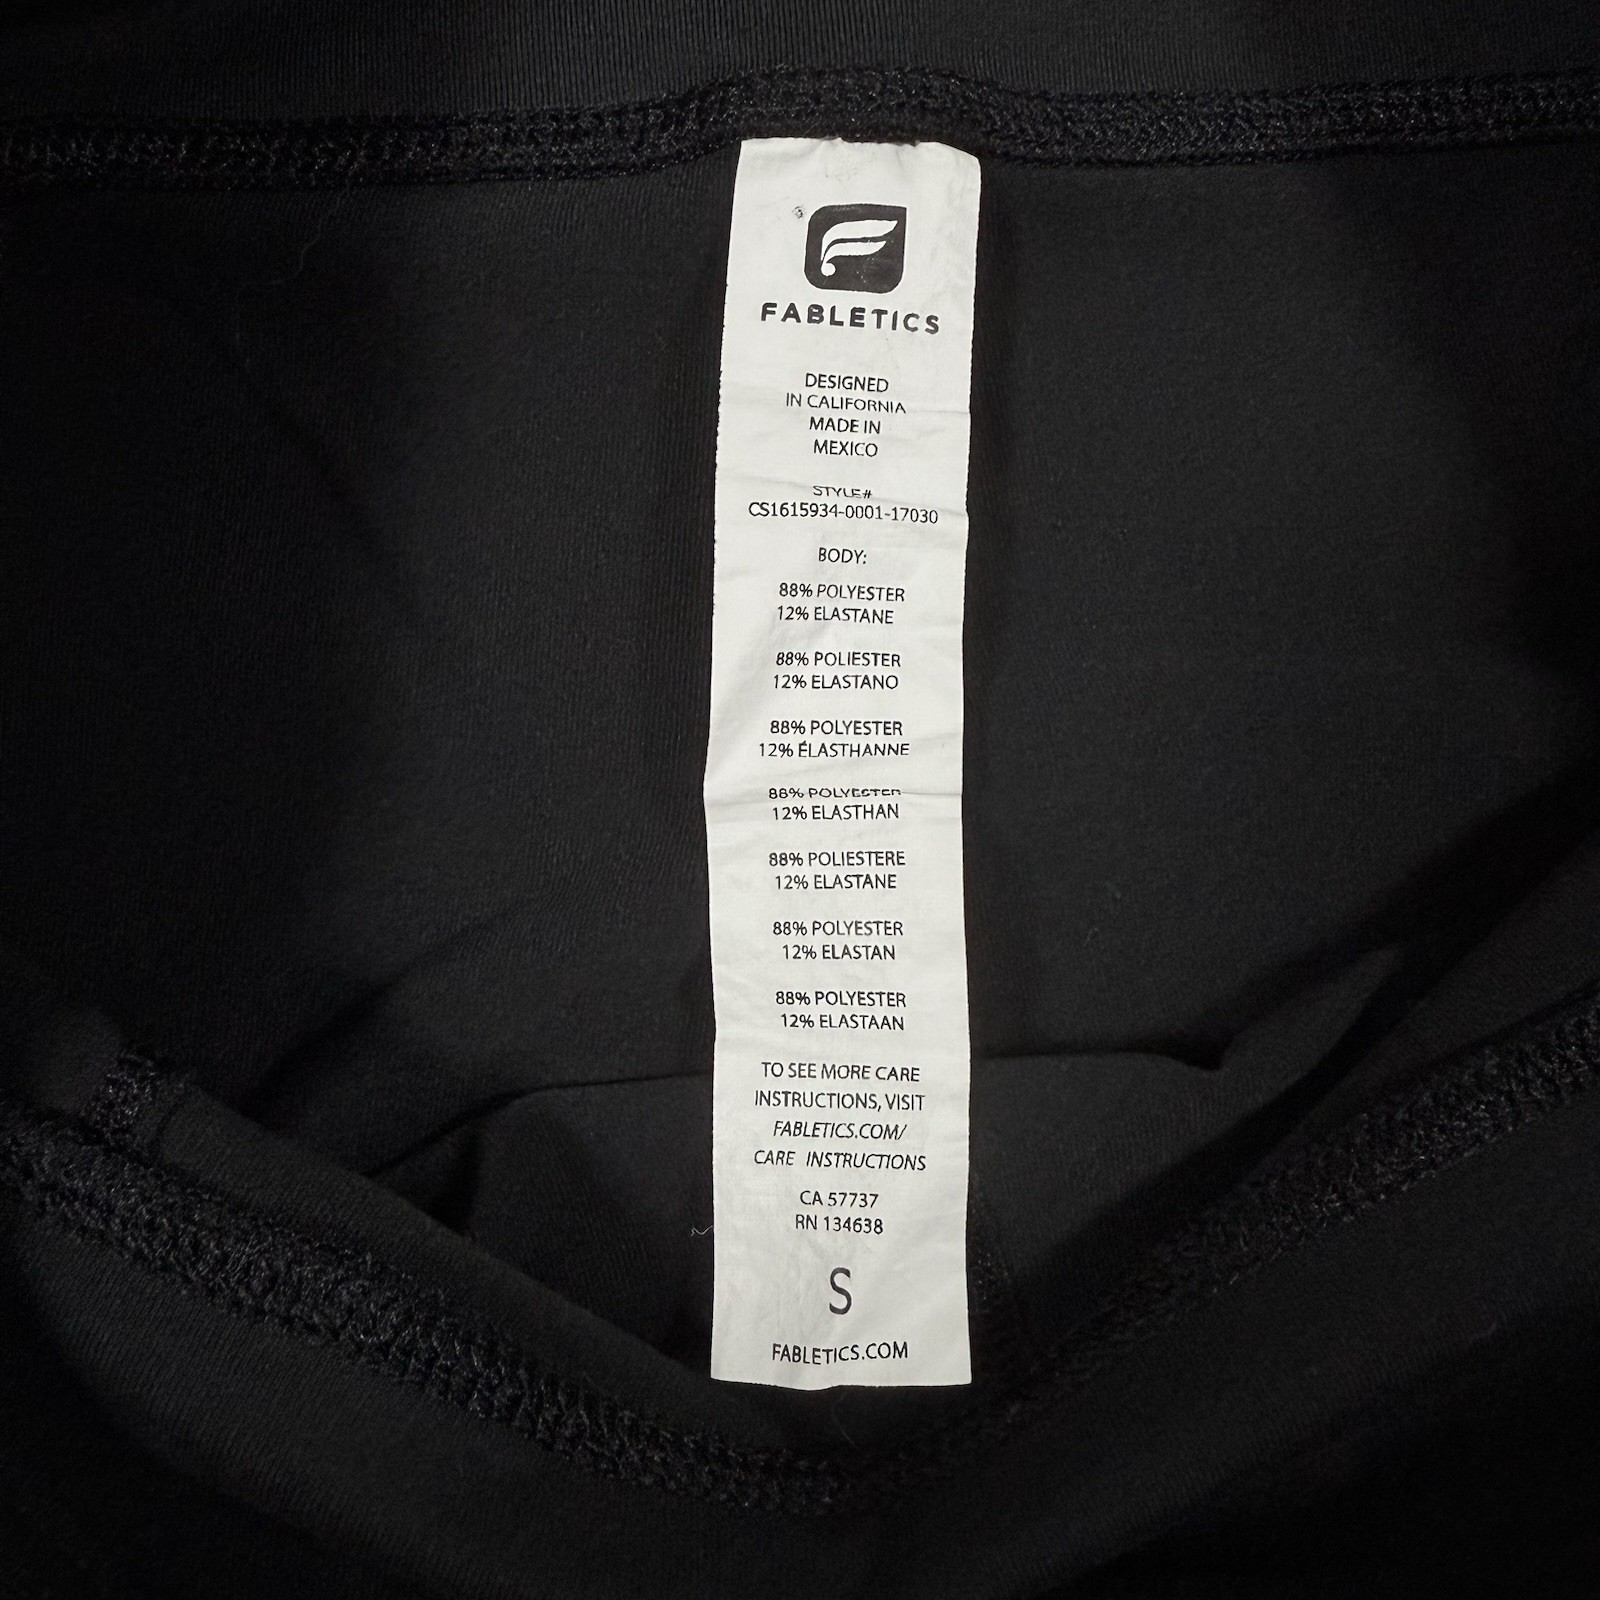 FABLETICS
DESIGNED
IN CALIFORNIA
MADE IN
MEXICO
STYLE#
CS1615934-0001-17030
BODY:
88% POLYESTER
12% ELASTANE
88% POLIESTER
12% ELASTANO
88% POLYESTER
12% ÉLASTHANNE
88% POLYESTER
12% ELASTHAN
88% POLIESTERE
12% ELASTANE
88% POLYESTER
12% ELASTAN
88% POLYESTER
12% ELASTAAN
TO SEE MORE CARE
INSTRUCTIONS, VISIT
FABLETICS.COM/
CARE INSTRUCTIONS
CA 57737
RN 134638
S
FABLETICS.COM